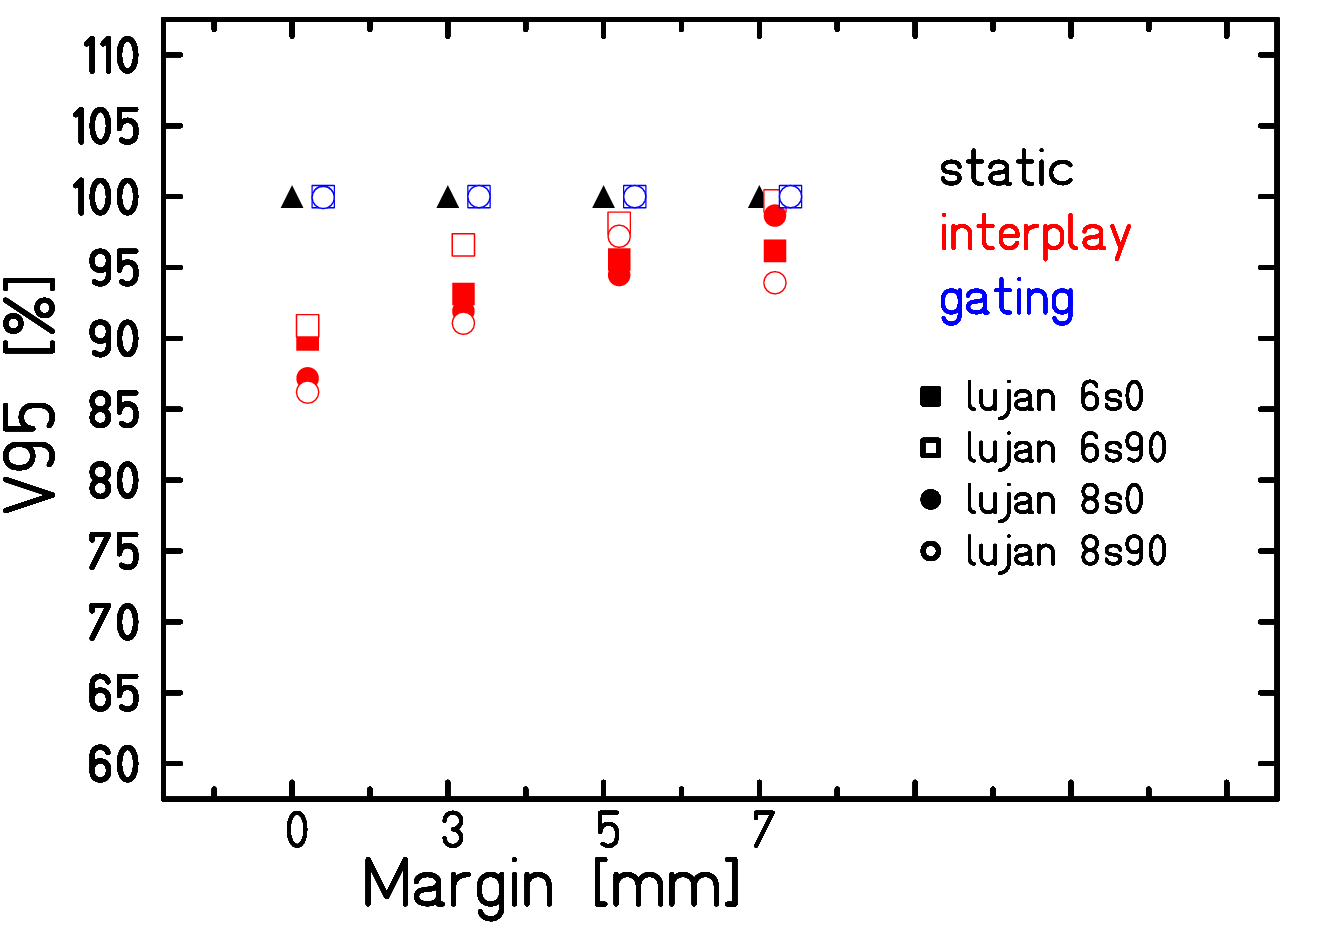 110
105
100
95
90
85
80
75
70
65
60
V95 [%]
0 3 5 7
Margin [mm]
static
interplay
gating
lujan 6s0
lujan 6s90
lujan 8s0
lujan 8s90